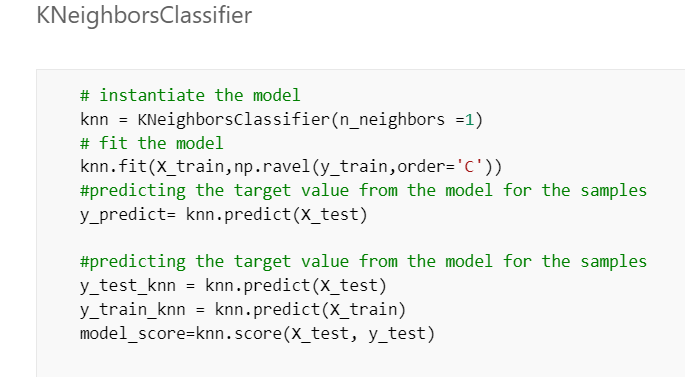 KNeighborsClassifier
# instantiate the model
knn = KNeighborsClassifier(n_neighbors =1)
# fit the model
knn.fit(X_train,np.ravel(y_train,order='C'))
#predicting the target value from the model for the samples
y_predict= knn.predict(X_test)
#predicting the target value from the model for the samples
y_test_knn = knn.predict(X_test)
y_train_knn = knn.predict(X_train)
model_score=knn.score(X_test, y_test)